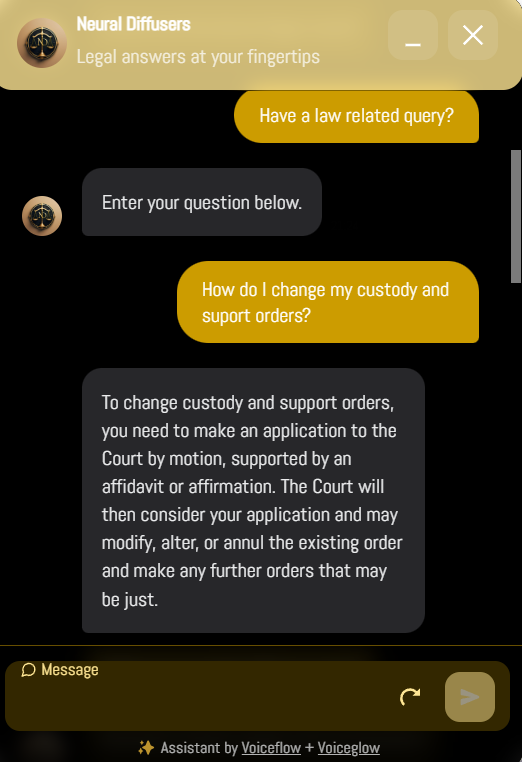 Neural Diffusers
Legal answers at your fingertips
Have a law related query?
Enter your question below.
How do I change my custody and
suport orders?
To change custody and support orders,
you need to make an application to the
Court by motion, supported by an
affidavit or affirmation. The Court will
then consider your application and may
modify, alter, or annul the existing order
and make any further orders that may
be just.
Message
Assistant by Voiceflow + Voiceglow